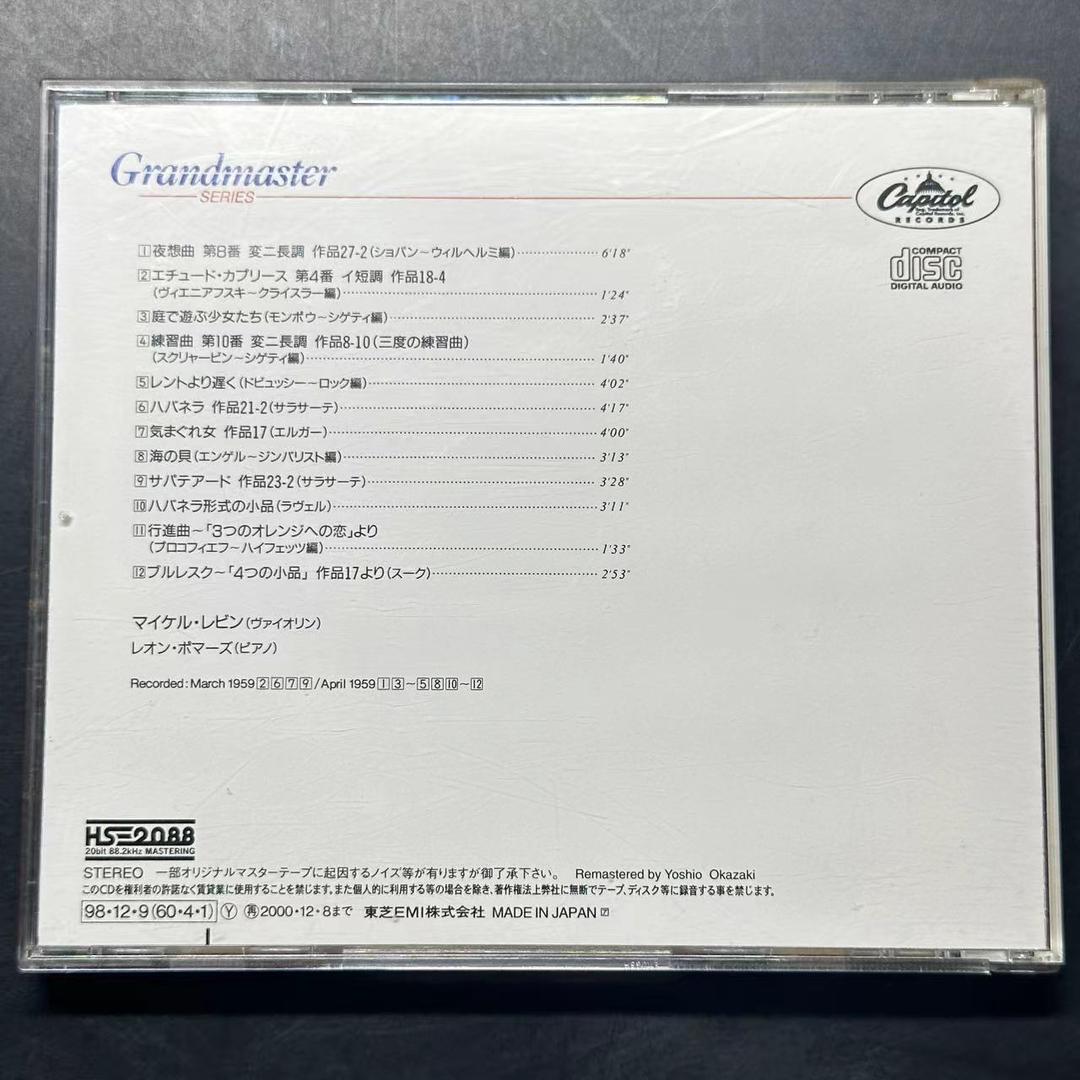 Grandmaster
SERIES
Capitol
Reg. Trademark of
Capitol Records, Inc.
RECORDS
COMPACT
disc
DIGITAL AUDIO
1 夜想曲 第8番 変ニ長調 作品27-2(ショパン~ウィルヘルミ編)…6'18"
2 エチュード・カプリース 第4番 イ短調 作品18-4
(ヴィエニアフスキ~クライスラー編)…1'24"
3 庭で遊ぶ少女たち(モンポウ~シゲティ編)…2'37"
4 練習曲 第10番 変ニ長調 作品8-10(三度の練習曲)
(スクリャービン~シゲティ編)…1'40"
5 レントより遅く(ドビュッシー~ロック編)…4'02"
6 ハバネラ 作品21-2(サラサーテ)…4'17"
7 気まぐれ女 作品17(エルガー)…4'00"
8 海の貝(エンゲル~ジンバリスト編)…3'13"
9 サパテアード 作品23-2(サラサーテ)…3'28"
10 ハバネラ形式の小品(ラヴェル)…3'11"
11 行進曲~「3つのオレンジへの恋」より
(プロコフィエフ~ハイフェッツ編)…1'33"
12 ブルレスク~「4つの小品」 作品17より(スーク)…2'53"
マイケル・レビン(ヴァイオリン)
レオン・ポマーズ(ピアノ)
Recorded: March 1959 2 6 7 9 / April 1959 1 3~5 8 10~12
HS-2088
20bit 88.2kHz MASTERING
STEREO 一部オリジナルマスターテープに起因するノイズ等が有りますが御了承下さい。 Remastered by Yoshio Okazaki
このCDを権利者の許諾なく賃貸業に使用することを禁じます。また個人的に利用する等の場合を除き、著作権法上弊社に無断でテープ、ディスク等に録音する事を禁じます。
98・12・9(60・4・1) Ⓨ 再 2000・12・8まで 東芝EMI株式会社 MADE IN JAPAN